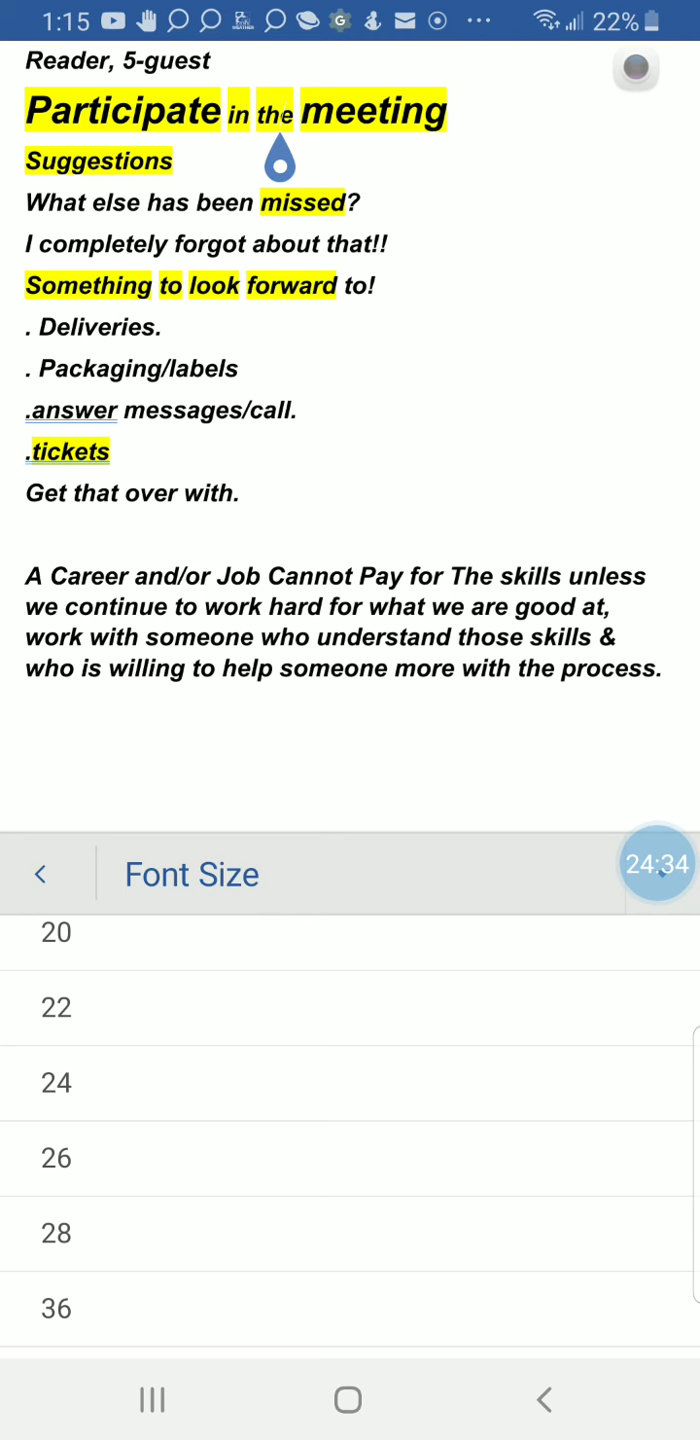 1:15 22%
Reader, 5-guest
Participate in the meeting
Suggestions
What else has been missed?
I completely forgot about that!!
Something to look forward to!
. Deliveries.
. Packaging/labels
.answer messages/call.
.tickets
Get that over with.
A Career and/or Job Cannot Pay for The skills unless
we continue to work hard for what we are good at,
work with someone who understand those skills &
who is willing to help someone more with the process.
Font Size
24:34
20
22
24
26
28
36